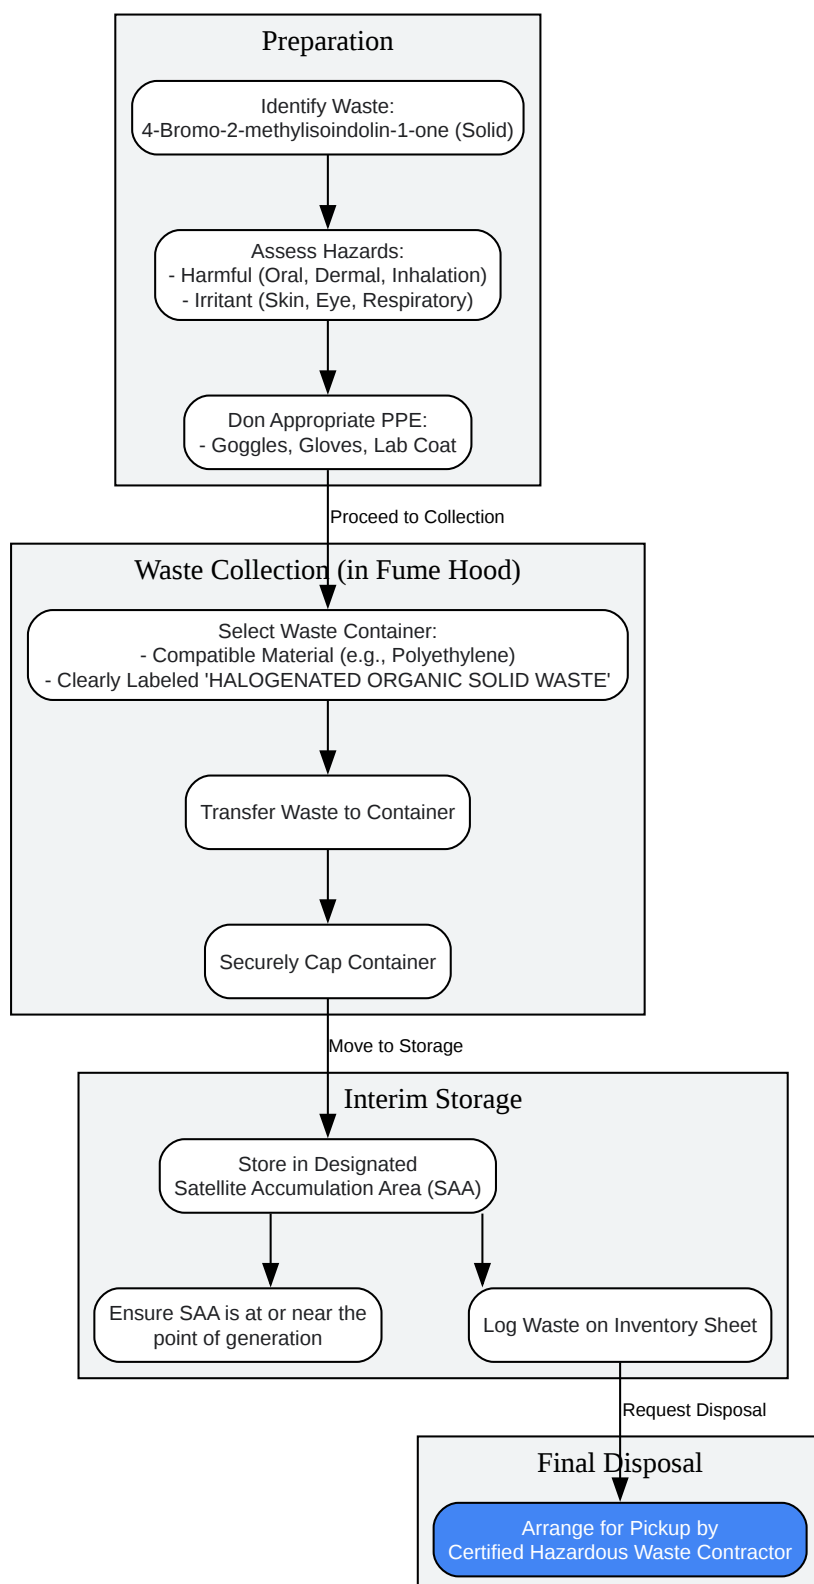 Preparation
Identify Waste:
4-Bromo-2-methylisoindolin-1-one (Solid)
Assess Hazards:
- Harmful (Oral, Dermal, Inhalation)
- Irritant (Skin, Eye, Respiratory)
Don Appropriate PPE:
- Goggles, Gloves, Lab Coat
Proceed to Collection
Waste Collection (in Fume Hood)
Select Waste Container:
- Compatible Material (e.g., Polyethylene)
- Clearly Labeled 'HALOGENATED ORGANIC SOLID WASTE'
Transfer Waste to Container
Securely Cap Container
Move to Storage
Interim Storage
Store in Designated
Satellite Accumulation Area (SAA)
Ensure SAA is at or near the
point of generation
Log Waste on Inventory Sheet
Request Disposal
Final Disposal
Arrange for Pickup by
Certified Hazardous Waste Contractor